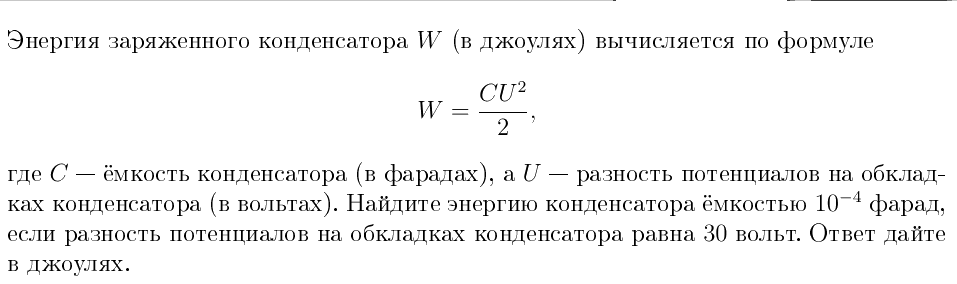 Энергия заряженного конденсатора W (в джоулях) вычисляется по формуле
W = CU²/2,
где C — ёмкость конденсатора (в фарадах), а U — разность потенциалов на обклад-
ках конденсатора (в вольтах). Найдите энергию конденсатора ёмкостью 10⁻⁴ фарад,
если разность потенциалов на обкладках конденсатора равна 30 вольт. Ответ дайте
в джоулях.